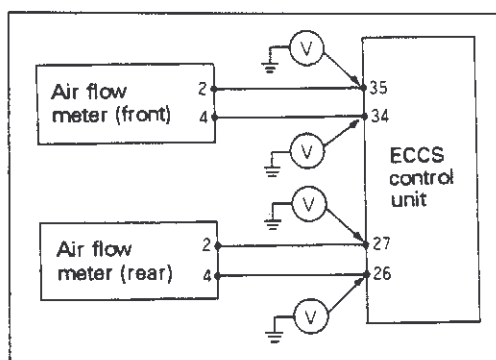 V
2
35
Air flow
meter (front)
4
34
V
ECCS
control
unit
V
2
27
Air flow
meter (rear)
4
26
V